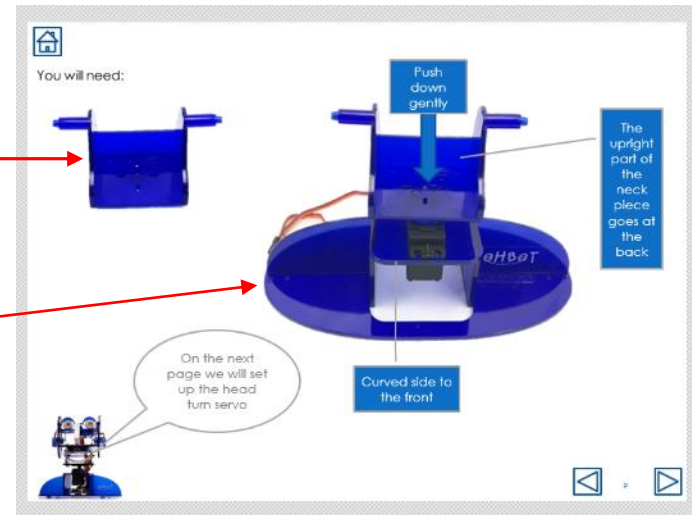 You will need:
Push
down
gently
The
upright
part of
the
neck
piece
goes at
the
back
OHBOT
On the next
page we will set
up the head
turn servo
Curved side to
the front